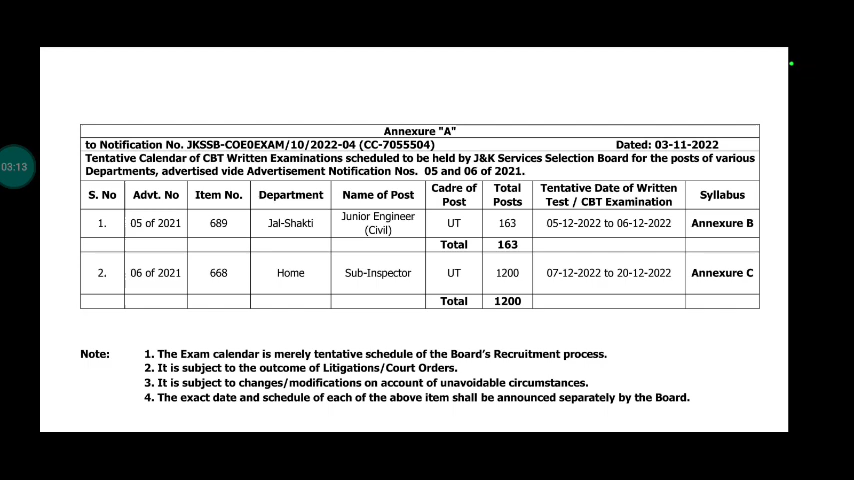 Annexure "A"
to Notification No. JKSSB-COE0EXAM/10/2022-04 (CC-7055504) Dated: 03-11-2022
Tentative Calendar of CBT Written Examinations scheduled to be held by J&K Services Selection Board for the posts of various
Departments, advertised vide Advertisement Notification Nos. 05 and 06 of 2021.
S. No Advt. No Item No. Department Name of Post Cadre of Post Total Posts Tentative Date of Written Test / CBT Examination Syllabus
1. 05 of 2021 689 Jal-Shakti Junior Engineer (Civil) UT 163 05-12-2022 to 06-12-2022 Annexure B
Total 163
2. 06 of 2021 668 Home Sub-Inspector UT 1200 07-12-2022 to 20-12-2022 Annexure C
Total 1200
03:13
Note: 1. The Exam calendar is merely tentative schedule of the Board's Recruitment process.
2. It is subject to the outcome of Litigations/Court Orders.
3. It is subject to changes/modifications on account of unavoidable circumstances.
4. The exact date and schedule of each of the above item shall be announced separately by the Board.